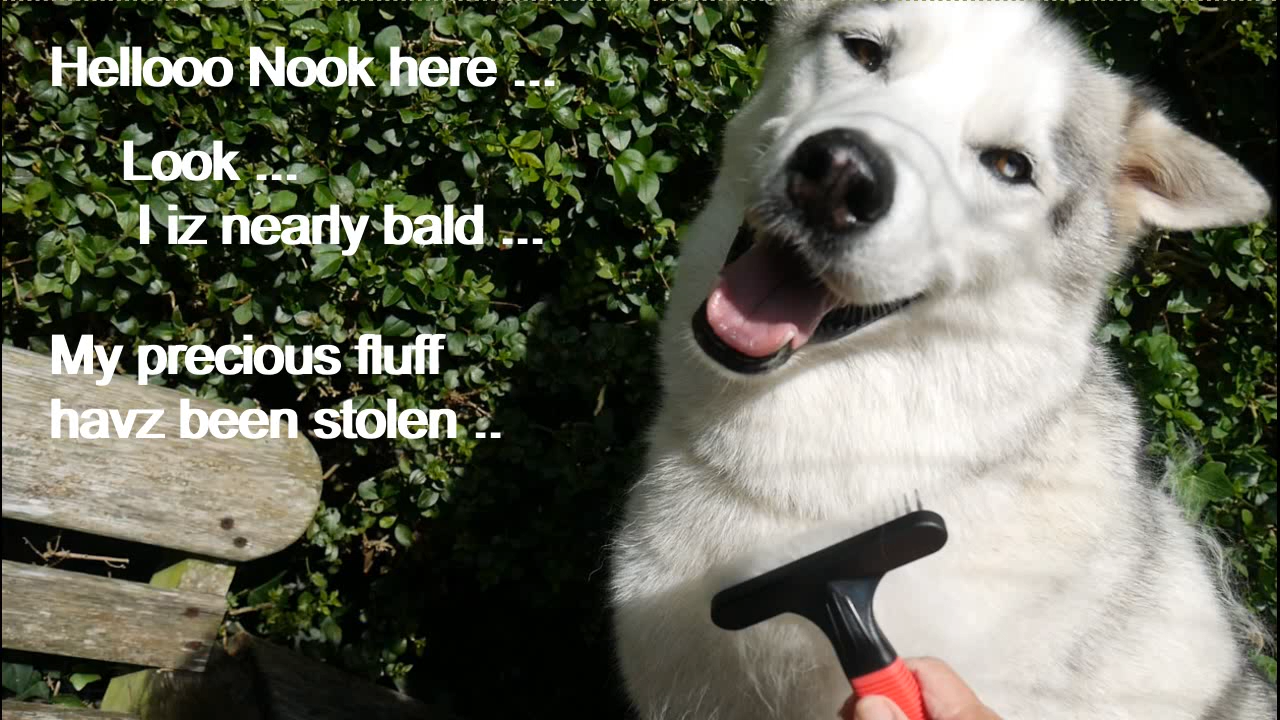 Hellooo Nook here ...
Look ...
I iz nearly bald ...
My precious fluff
havz been stolen ..